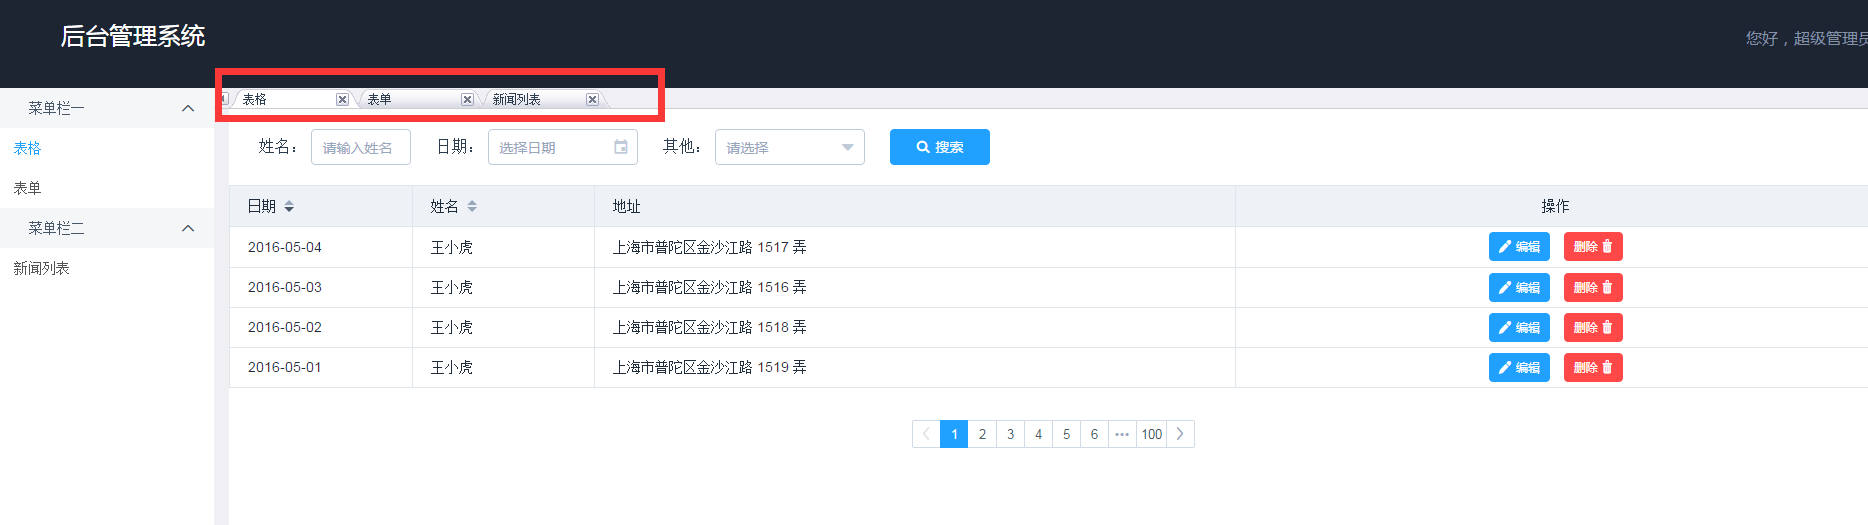 后台管理系统
您好，超级管理员
菜单栏一
表格
表单
菜单栏二
新闻列表
表格 表单 新闻列表
姓名： 请输入姓名 日期： 选择日期 其他： 请选择 搜索
日期 姓名 地址 操作
2016-05-04 王小虎 上海市普陀区金沙江路 1517 弄 编辑 删除
2016-05-03 王小虎 上海市普陀区金沙江路 1516 弄 编辑 删除
2016-05-02 王小虎 上海市普陀区金沙江路 1518 弄 编辑 删除
2016-05-01 王小虎 上海市普陀区金沙江路 1519 弄 编辑 删除
1 2 3 4 5 6 ••• 100